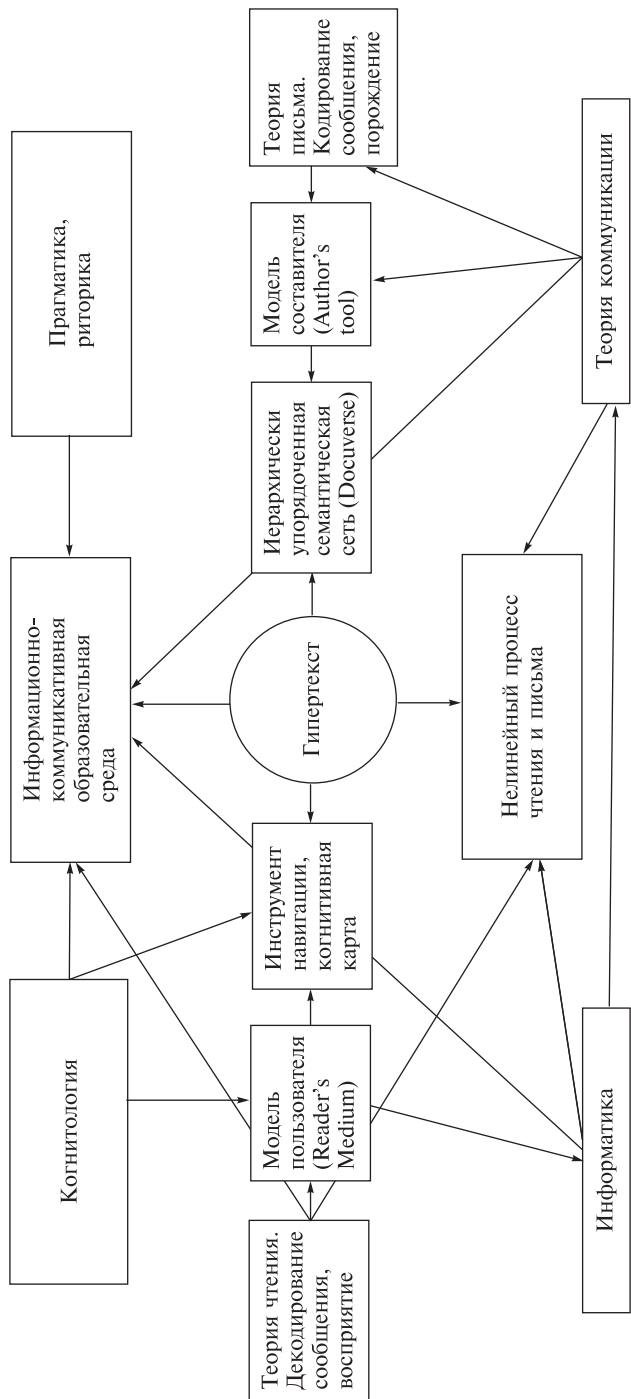 Когнитология
Информационно-
коммуникативная
образовательная
среда
Прагматика,
риторика
Теория чтения.
Декодирование
сообщения,
восприятие
Модель
пользователя
(Reader's
Medium)
Инструмент
навигации,
когнитивная
карта
Гипертекст
Иерархически
упорядоченная
семантическая
сеть (Docuverse)
Модель
составителя
(Author's
tool)
Теория
письма.
Кодирование
сообщения,
порождение
Информатика
Нелинейный процесс
чтения и письма
Теория коммуникации